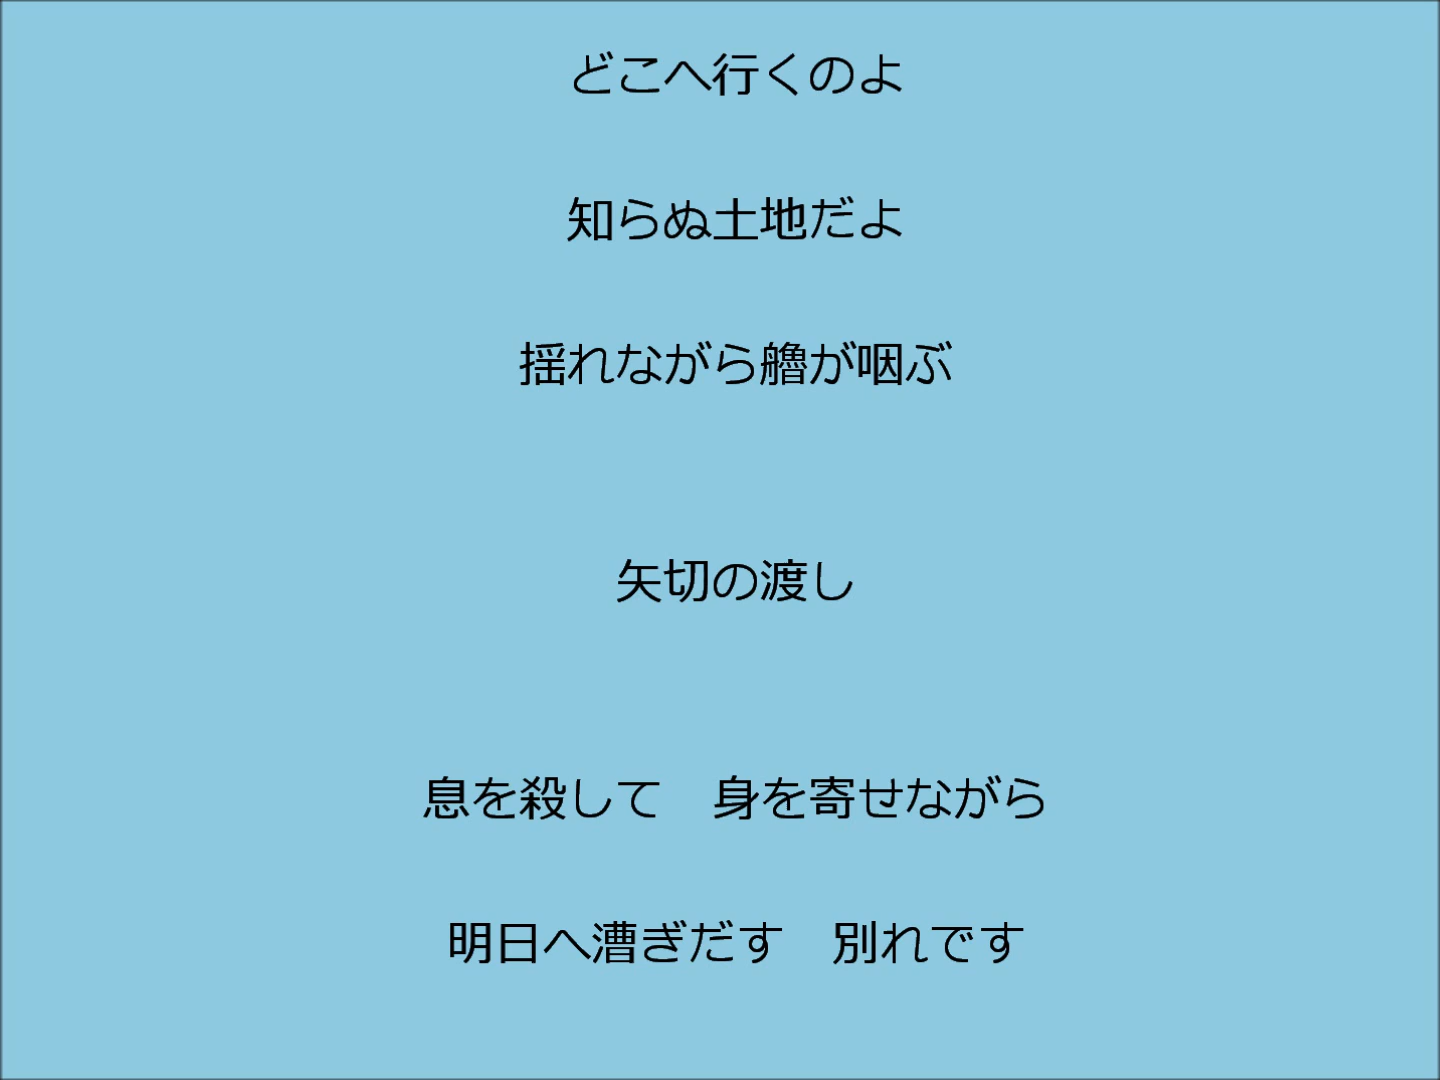 どこへ行くのよ
知らぬ土地だよ
揺れながら艪が咽ぶ
矢切の渡し
息を殺して　身を寄せながら
明日へ漕ぎだす　別れです